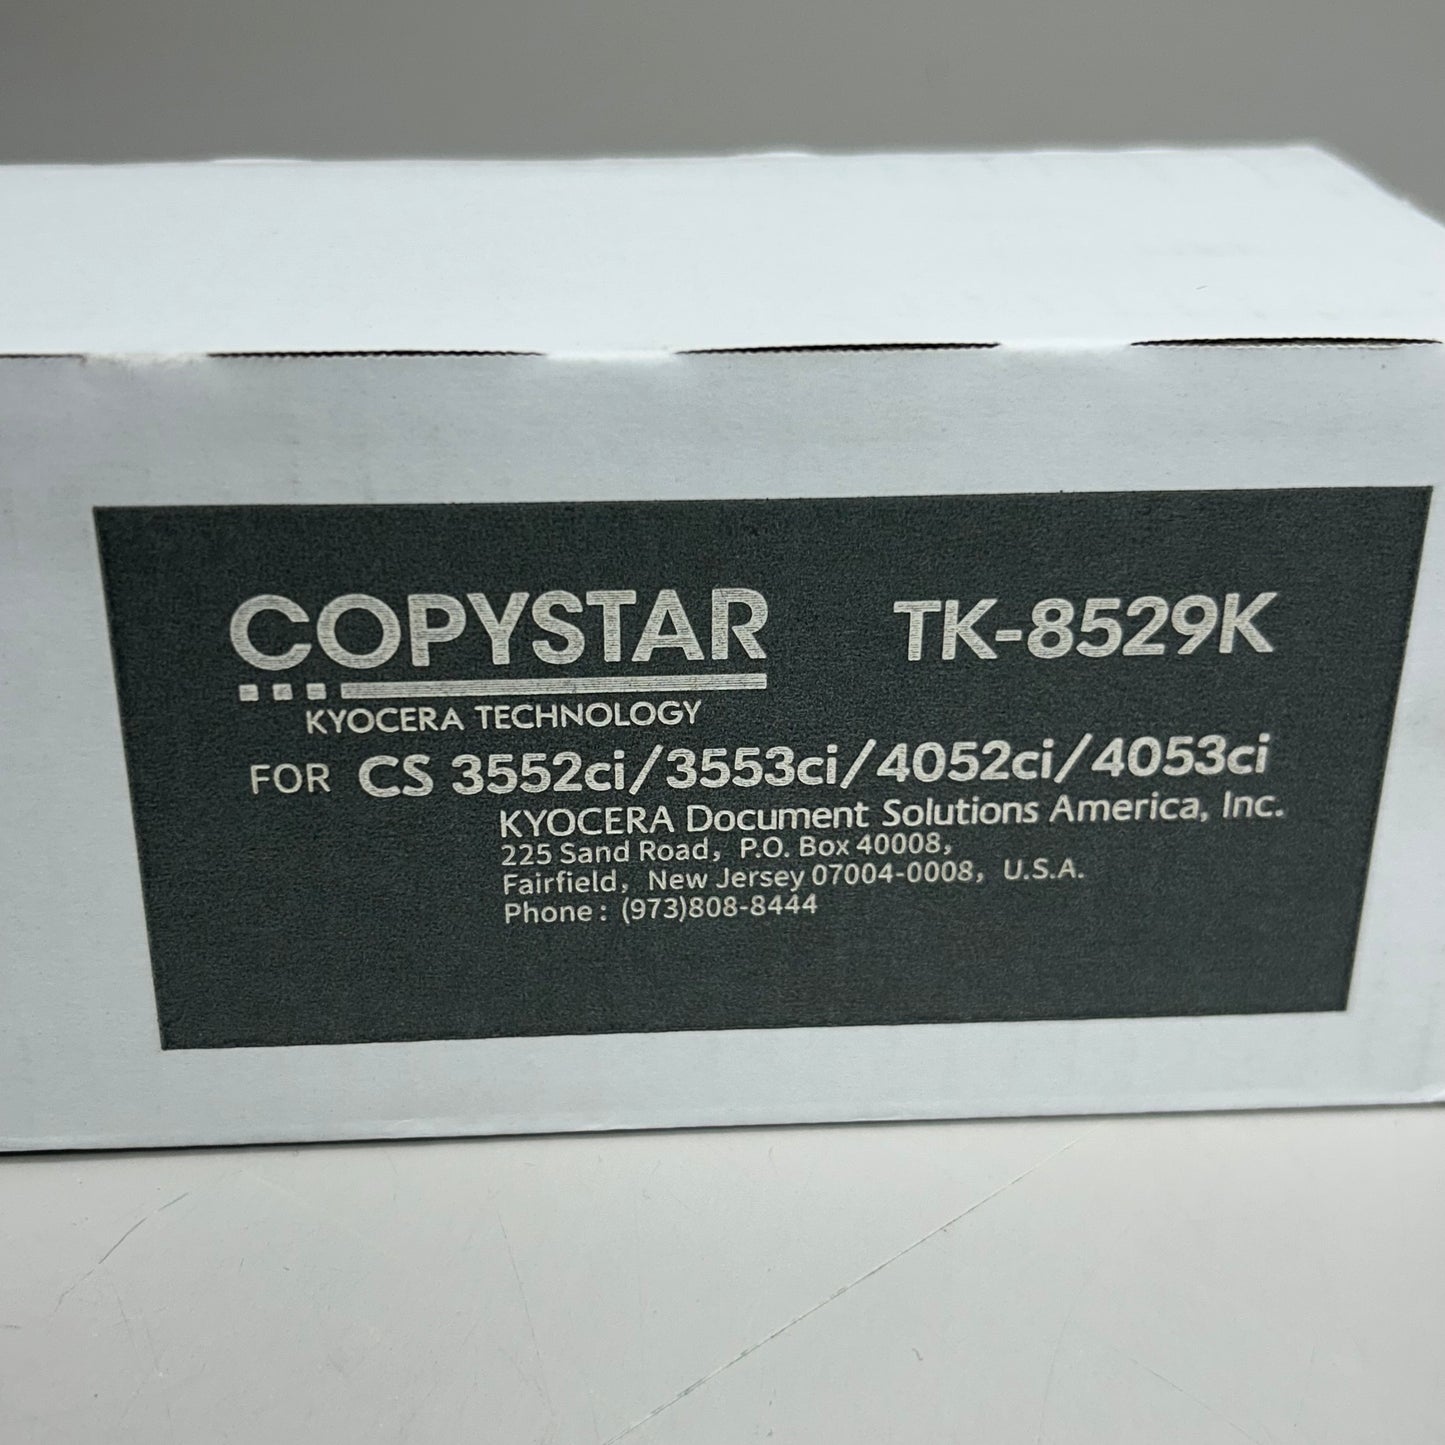 COPYSTAR TK-8529K
KYOCERA TECHNOLOGY
FOR CS 3552ci/3553ci/4052ci/4053ci
KYOCERA Document Solutions America, Inc.
225 Sand Road, P.O. Box 40008,
Fairfield, New Jersey 07004-0008, U.S.A.
Phone : (973)808-8444